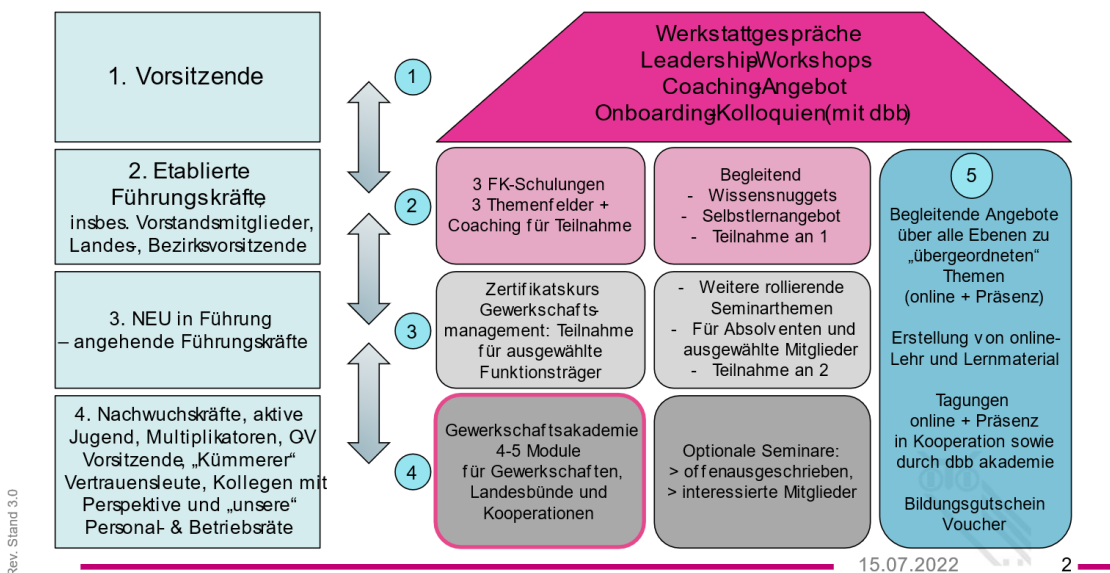 1. Vorsitzende
2. Etablierte
Führungskräfte,
insbes. Vorstandsmitglieder,
Landes-, Bezirksvorsitzende
3. NEU in Führung
– angehende Führungskräfte
4. Nachwuchskräfte, aktive
Jugend, Multiplikatoren, O-V
Vorsitzende, „Kümmerer“
Vertrauensleute, Kollegen mit
Perspektive und „unsere“
Personal- & Betriebsräte
1
2
3
4
Werkstattgespräche
Leadership-Workshops
Coaching-Angebot
Onboarding-Kolloquien(mit dbb)
3 FK-Schulungen
3 Themenfelder +
Coaching für Teilnahme
Begleitend
- Wissensnuggets
- Selbstlernangebot
- Teilnahme an 1
Zertifikatskurs
Gewerkschafts-
management: Teilnahme
für ausgewählte
Funktionsträger
- Weitere rollierende
Seminarthemen
- Für Absolventen und
ausgewählte Mitglieder
- Teilnahme an 2
Gewerkschaftsakademie
4-5 Module
für Gewerkschaften,
Landesbünde und
Kooperationen
Optionale Seminare:
> offenausgeschrieben,
> interessierte Mitglieder
5
Begleitende Angebote
über alle Ebenen zu
„übergeordneten“
Themen
(online + Präsenz)
Erstellung von online-
Lehr und Lernmaterial
Tagungen
online + Präsenz
in Kooperation sowie
durch dbb akademie
Bildungsgutschein
Voucher
Rev. Stand 3.0
15.07.2022
2